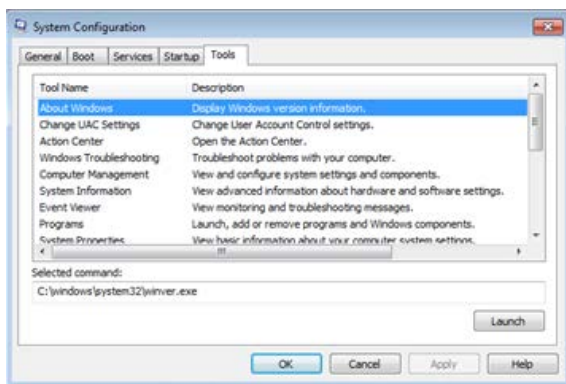 System Configuration
General Boot Services Startup Tools
Tool Name Description
About Windows Display Windows version information.
Change UAC Settings Change User Account Control settings.
Action Center Open the Action Center.
Windows Troubleshooting Troubleshoot problems with your computer.
Computer Management View and configure system settings and components.
System Information View advanced information about hardware and software settings.
Event Viewer View monitoring and troubleshooting messages.
Programs Launch, add or remove programs and Windows components.
System Properties View basic information about your computer system settings.
Selected command:
C:\windows\system32\winver.exe
Launch
OK Cancel Apply Help